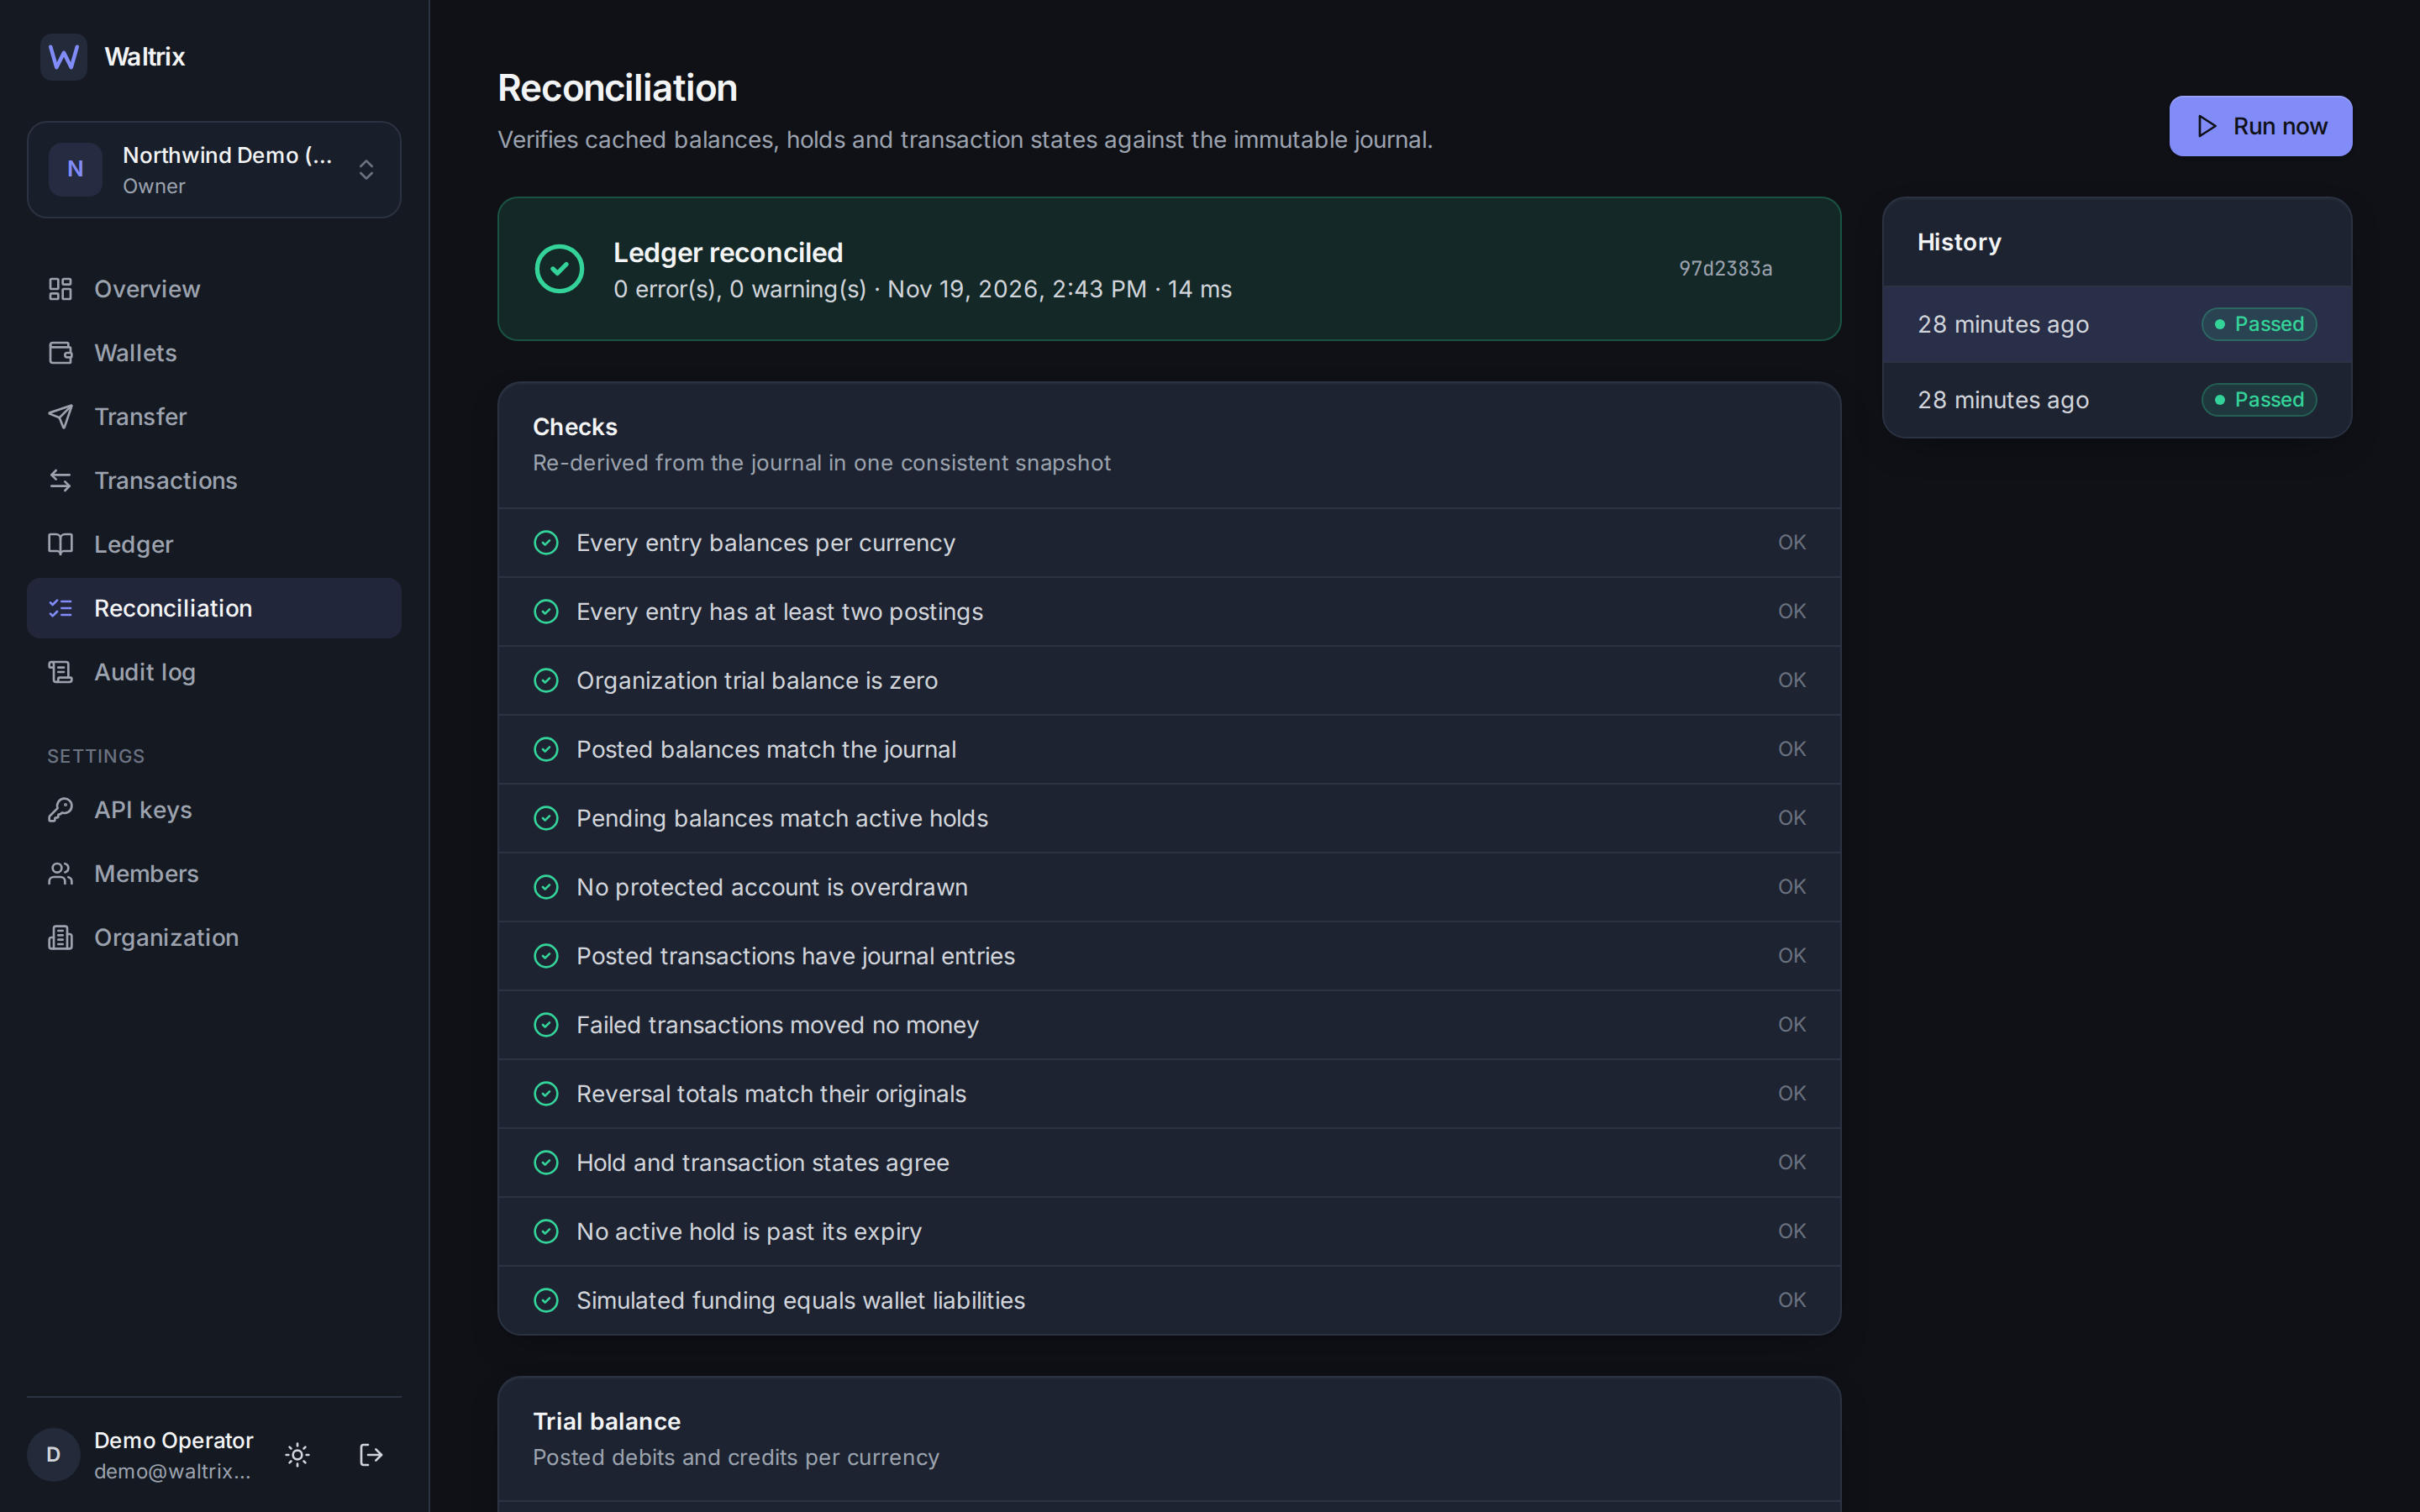 Waltrix
N
Northwind Demo (...
Owner
Overview
Wallets
Transfer
Transactions
Ledger
Reconciliation
Audit log
SETTINGS
API keys
Members
Organization
D
Demo Operator
demo@waltrix...
Reconciliation
Verifies cached balances, holds and transaction states against the immutable journal.
Run now
Ledger reconciled
0 error(s), 0 warning(s) · Nov 19, 2026, 2:43 PM · 14 ms
97d2383a
Checks
Re-derived from the journal in one consistent snapshot
Every entry balances per currency OK
Every entry has at least two postings OK
Organization trial balance is zero OK
Posted balances match the journal OK
Pending balances match active holds OK
No protected account is overdrawn OK
Posted transactions have journal entries OK
Failed transactions moved no money OK
Reversal totals match their originals OK
Hold and transaction states agree OK
No active hold is past its expiry OK
Simulated funding equals wallet liabilities OK
Trial balance
Posted debits and credits per currency
History
28 minutes ago Passed
28 minutes ago Passed